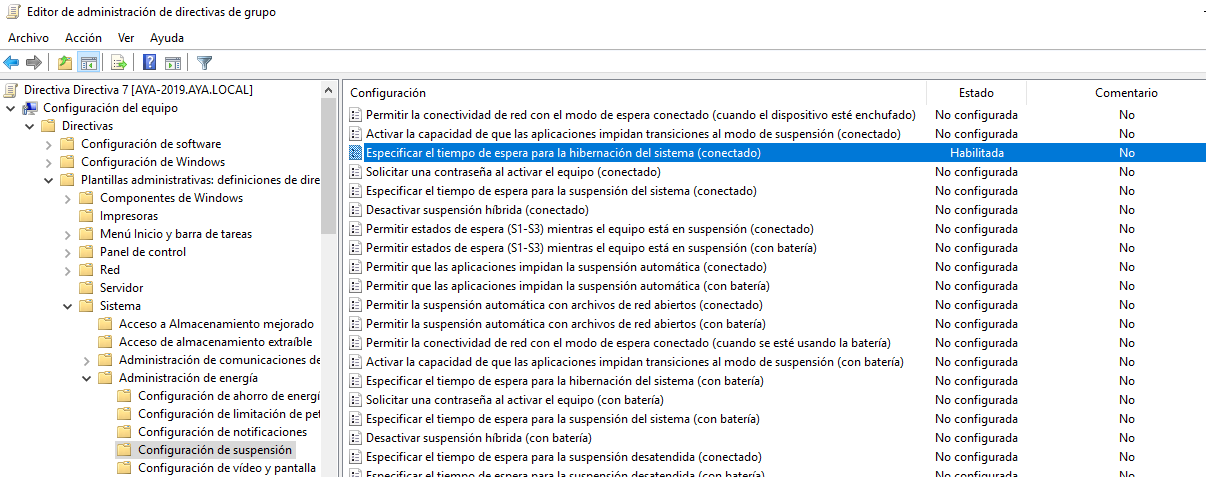 Editor de administración de directivas de grupo
Archivo Acción Ver Ayuda
Directiva Directiva 7 [AYA-2019.AYA.LOCAL]
Configuración del equipo
Directivas
Configuración de software
Configuración de Windows
Plantillas administrativas: definiciones de dire
Componentes de Windows
Impresoras
Menú Inicio y barra de tareas
Panel de control
Red
Servidor
Sistema
Acceso a Almacenamiento mejorado
Acceso de almacenamiento extraíble
Administración de comunicaciones de
Administración de energía
Configuración de ahorro de energí
Configuración de limitación de pet
Configuración de notificaciones
Configuración de suspensión
Configuración de vídeo y pantalla
Configuración Estado Comentario
Permitir la conectividad de red con el modo de espera conectado (cuando el dispositivo esté enchufado) No configurada No
Activar la capacidad de que las aplicaciones impidan transiciones al modo de suspensión (conectado) No configurada No
Especificar el tiempo de espera para la hibernación del sistema (conectado) Habilitada No
Solicitar una contraseña al activar el equipo (conectado) No configurada No
Especificar el tiempo de espera para la suspensión del sistema (conectado) No configurada No
Desactivar suspensión híbrida (conectado) No configurada No
Permitir estados de espera (S1-S3) mientras el equipo está en suspensión (conectado) No configurada No
Permitir estados de espera (S1-S3) mientras el equipo está en suspensión (con batería) No configurada No
Permitir que las aplicaciones impidan la suspensión automática (conectado) No configurada No
Permitir que las aplicaciones impidan la suspensión automática (con batería) No configurada No
Permitir la suspensión automática con archivos de red abiertos (conectado) No configurada No
Permitir la suspensión automática con archivos de red abiertos (con batería) No configurada No
Permitir la conectividad de red con el modo de espera conectado (cuando se esté usando la batería) No configurada No
Activar la capacidad de que las aplicaciones impidan transiciones al modo de suspensión (con batería) No configurada No
Especificar el tiempo de espera para la hibernación del sistema (con batería) No configurada No
Solicitar una contraseña al activar el equipo (con batería) No configurada No
Especificar el tiempo de espera para la suspensión del sistema (con batería) No configurada No
Desactivar suspensión híbrida (con batería) No configurada No
Especificar el tiempo de espera para la suspensión desatendida (conectado) No configurada No
Especificar el tiempo de espera para la suspensión desatendida (con batería) No configurada No